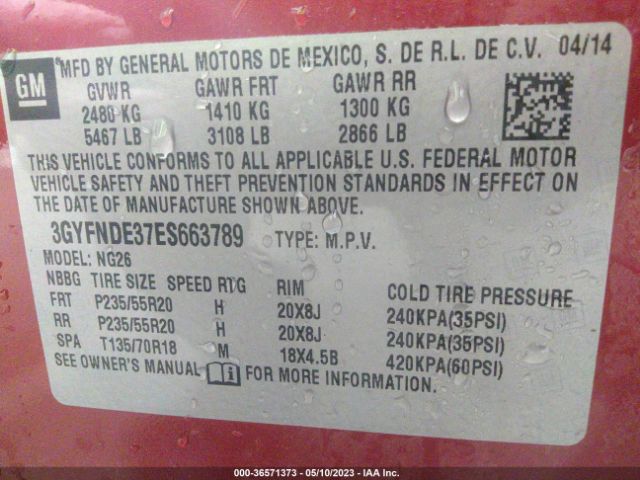 GM
® MFD BY GENERAL MOTORS DE MEXICO, S. DE R.L. DE C.V. 04/14
GVWR GAWR FRT GAWR RR
2480 KG 1410 KG 1300 KG
5467 LB 3108 LB 2866 LB
THIS VEHICLE CONFORMS TO ALL APPLICABLE U.S. FEDERAL MOTOR
VEHICLE SAFETY AND THEFT PREVENTION STANDARDS IN EFFECT ON
THE DATE OF MANUFACTURE SHOWN ABOVE.
3GYFNDE37ES663789 TYPE: M.P.V.
MODEL: NG26
NBBG TIRE SIZE SPEED RTG RIM COLD TIRE PRESSURE
FRT P235/55R20 H 20X8J 240KPA(35PSI)
RR P235/55R20 H 20X8J 240KPA(35PSI)
SPA T135/70R18 M 18X4.5B 420KPA(60PSI)
SEE OWNER'S MANUAL FOR MORE INFORMATION.
000-36571373 - 05/10/2023 - IAA Inc.